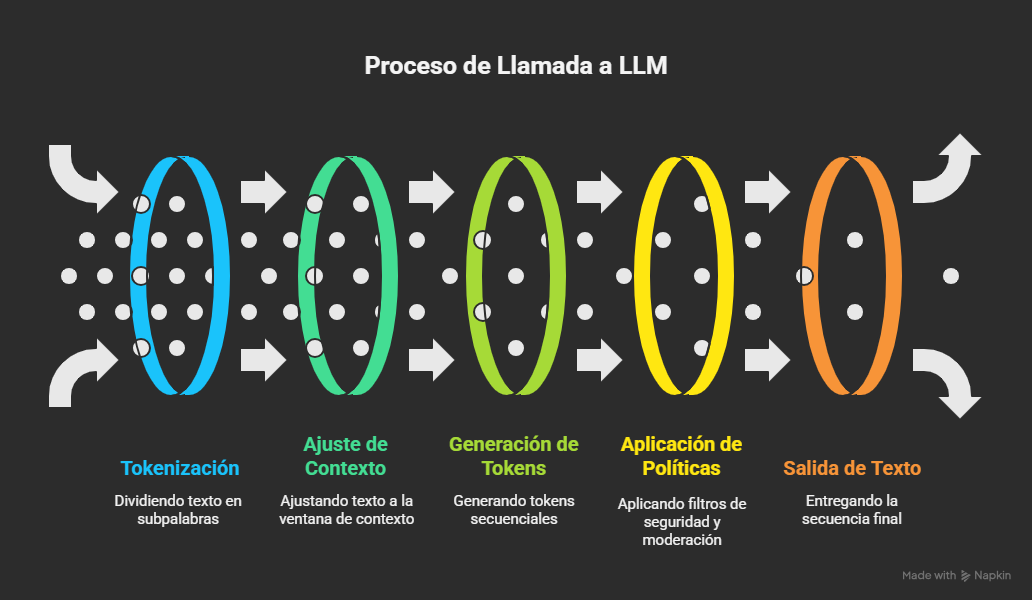 Proceso de Llamada a LLM
Tokenización
Dividiendo texto en
subpalabras
Ajuste de
Contexto
Ajustando texto a la
ventana de contexto
Generación de
Tokens
Generando tokens
secuenciales
Aplicación de
Políticas
Aplicando filtros de
seguridad y
moderación
Salida de Texto
Entregando la
secuencia final
Made with Napkin